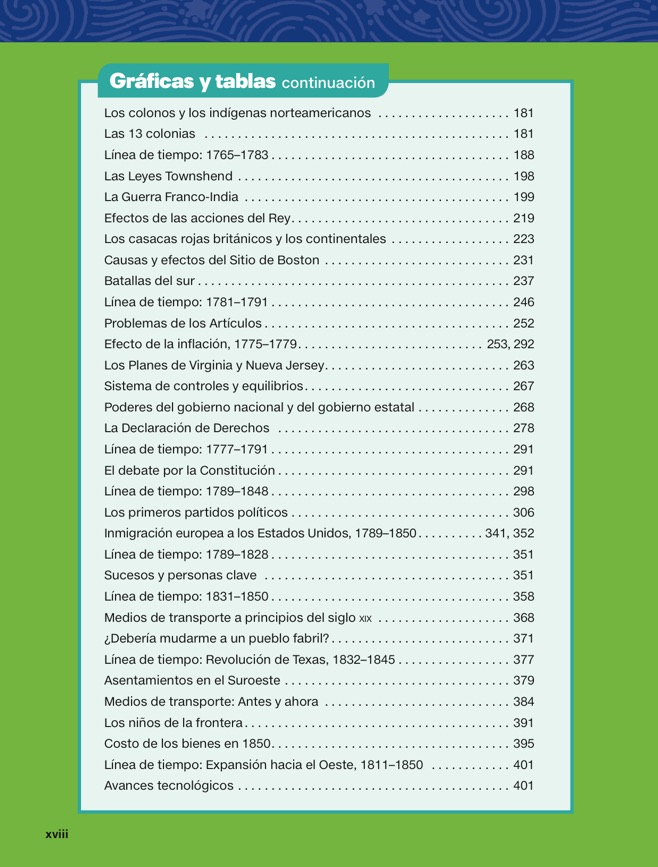 Gráficas y tablas continuación
Los colonos y los indígenas norteamericanos . . . . . . . . . . . . . . . . . . . . 181
Las 13 colonias . . . . . . . . . . . . . . . . . . . . . . . . . . . . . . . . . . . . . . . . . . . . . . 181
Línea de tiempo: 1765–1783 . . . . . . . . . . . . . . . . . . . . . . . . . . . . . . . . . . . . 188
Las Leyes Townshend . . . . . . . . . . . . . . . . . . . . . . . . . . . . . . . . . . . . . . . . . 198
La Guerra Franco-India . . . . . . . . . . . . . . . . . . . . . . . . . . . . . . . . . . . . . . . . 199
Efectos de las acciones del Rey. . . . . . . . . . . . . . . . . . . . . . . . . . . . . . . . . 219
Los casacas rojas británicos y los continentales . . . . . . . . . . . . . . . . . . 223
Causas y efectos del Sitio de Boston . . . . . . . . . . . . . . . . . . . . . . . . . . . . 231
Batallas del sur . . . . . . . . . . . . . . . . . . . . . . . . . . . . . . . . . . . . . . . . . . . . . . . 237
Línea de tiempo: 1781–1791 . . . . . . . . . . . . . . . . . . . . . . . . . . . . . . . . . . . . 246
Problemas de los Artículos . . . . . . . . . . . . . . . . . . . . . . . . . . . . . . . . . . . . . 252
Efecto de la inflación, 1775–1779. . . . . . . . . . . . . . . . . . . . . . . . . . . . 253, 292
Los Planes de Virginia y Nueva Jersey. . . . . . . . . . . . . . . . . . . . . . . . . . . . 263
Sistema de controles y equilibrios. . . . . . . . . . . . . . . . . . . . . . . . . . . . . . . 267
Poderes del gobierno nacional y del gobierno estatal . . . . . . . . . . . . . . 268
La Declaración de Derechos . . . . . . . . . . . . . . . . . . . . . . . . . . . . . . . . . . . 278
Línea de tiempo: 1777–1791 . . . . . . . . . . . . . . . . . . . . . . . . . . . . . . . . . . . . 291
El debate por la Constitución . . . . . . . . . . . . . . . . . . . . . . . . . . . . . . . . . . . 291
Línea de tiempo: 1789–1848 . . . . . . . . . . . . . . . . . . . . . . . . . . . . . . . . . . . . 298
Los primeros partidos políticos . . . . . . . . . . . . . . . . . . . . . . . . . . . . . . . . . 306
Inmigración europea a los Estados Unidos, 1789–1850 . . . . . . . . . . 341, 352
Línea de tiempo: 1789–1828 . . . . . . . . . . . . . . . . . . . . . . . . . . . . . . . . . . . . 351
Sucesos y personas clave . . . . . . . . . . . . . . . . . . . . . . . . . . . . . . . . . . . . . 351
Línea de tiempo: 1831–1850 . . . . . . . . . . . . . . . . . . . . . . . . . . . . . . . . . . . . 358
Medios de transporte a principios del siglo XIX . . . . . . . . . . . . . . . . . . . . 368
¿Debería mudarme a un pueblo fabril? . . . . . . . . . . . . . . . . . . . . . . . . . . . 371
Línea de tiempo: Revolución de Texas, 1832–1845 . . . . . . . . . . . . . . . . . 377
Asentamientos en el Suroeste . . . . . . . . . . . . . . . . . . . . . . . . . . . . . . . . . . 379
Medios de transporte: Antes y ahora . . . . . . . . . . . . . . . . . . . . . . . . . . . . . 384
Los niños de la frontera . . . . . . . . . . . . . . . . . . . . . . . . . . . . . . . . . . . . . . . . 391
Costo de los bienes en 1850. . . . . . . . . . . . . . . . . . . . . . . . . . . . . . . . . . . . 395
Línea de tiempo: Expansión hacia el Oeste, 1811–1850 . . . . . . . . . . . . 401
Avances tecnológicos . . . . . . . . . . . . . . . . . . . . . . . . . . . . . . . . . . . . . . . . . 401
xviii